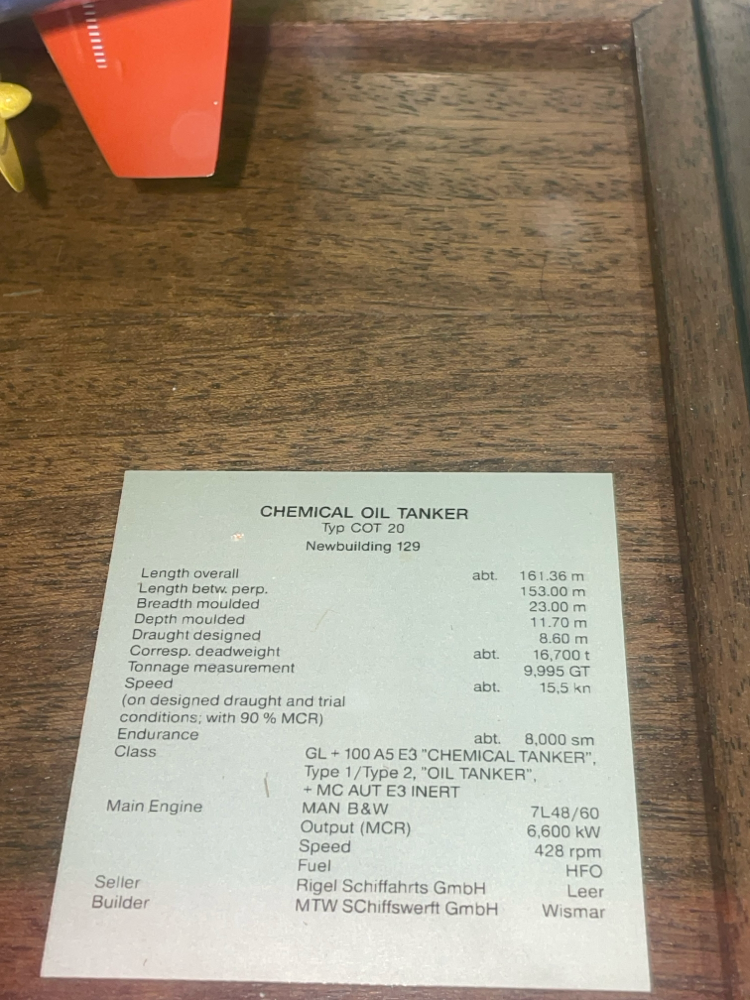 CHEMICAL OIL TANKER
Typ COT 20
Newbuilding 129
Length overall abt. 161.36 m
Length betw. perp. 153.00 m
Breadth moulded 23.00 m
Depth moulded 11.70 m
Draught designed 8.60 m
Corresp. deadweight abt. 16,700 t
Tonnage measurement 9,995 GT
Speed abt. 15,5 kn
(on designed draught and trial
conditions; with 90 % MCR)
Endurance abt. 8,000 sm
Class GL + 100 A5 E3 "CHEMICAL TANKER",
Type 1/Type 2, "OIL TANKER",
+ MC AUT E3 INERT
Main Engine MAN B&W 7L48/60
Output (MCR) 6,600 kW
Speed 428 rpm
Fuel HFO
Seller Rigel Schiffahrts GmbH Leer
Builder MTW SChiffswerft GmbH Wismar